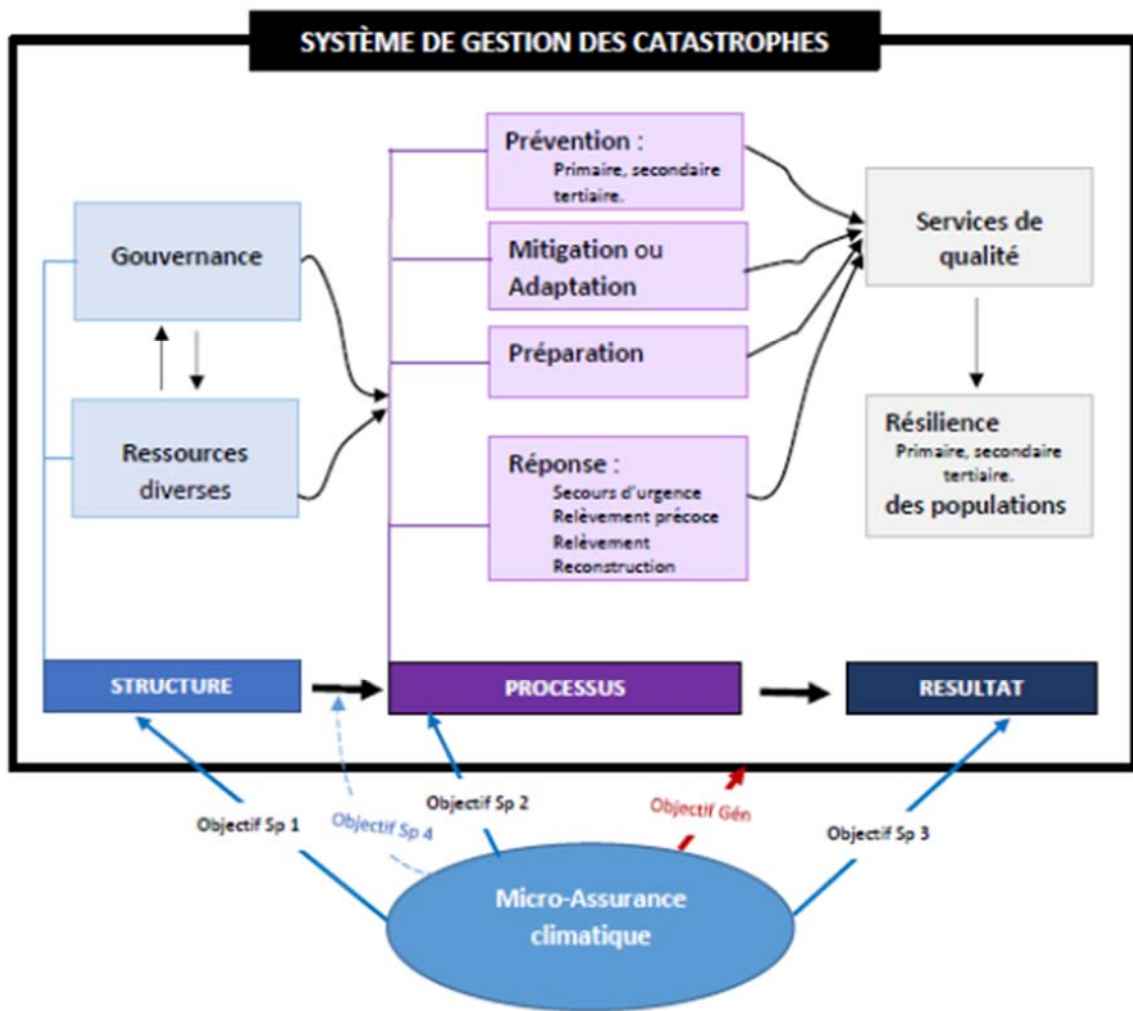 SYSTÈME DE GESTION DES CATASTROPHES
Gouvernance
Ressources
diverses
Prévention :
Primaire, secondaire
tertiaire.
Mitigation ou
Adaptation
Préparation
Réponse :
Secours d'urgence
Relèvement précoce
Relèvement
Reconstruction
Services de
qualité
Résilience
Primaire, secondaire
tertiaire.
des populations
STRUCTURE
PROCESSUS
RESULTAT
Objectif Sp 1
Objectif Sp 4
Objectif Sp 2
Objectif Gén
Objectif Sp 3
Micro-Assurance
climatique